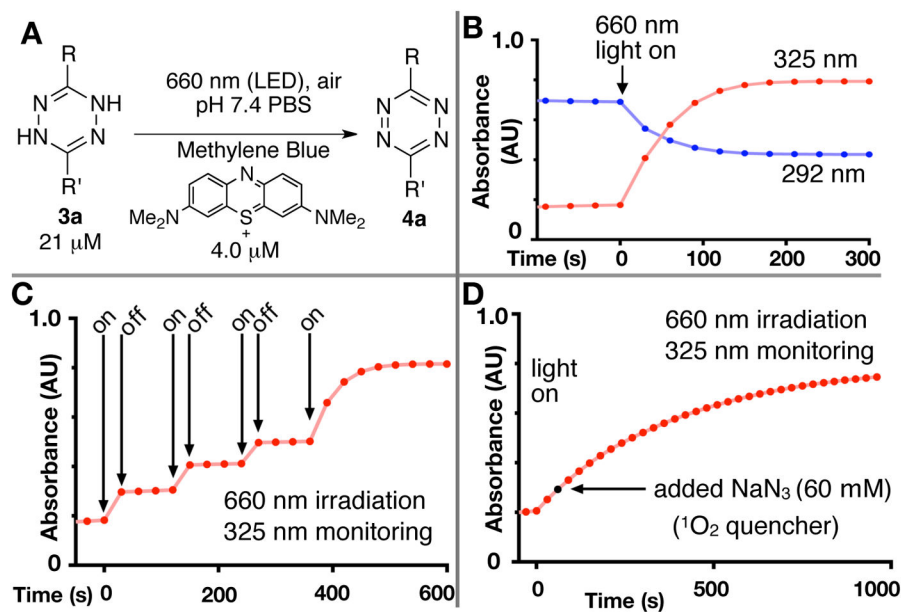 A
R
N
NH
HN
N
R'
3a
21 μM
660 nm (LED), air
pH 7.4 PBS
Methylene Blue
N
Me₂N
S
+
NMe₂
4.0 μM
R
N
N
N
N
R'
4a
B
660 nm
light on
325 nm
292 nm
1.0
Absorbance
(AU)
0
Time (s)
0
100
200
300
C
on
off
on
off
on
off
on
1.0
Absorbance (AU)
0
660 nm irradiation
325 nm monitoring
Time (s)
0
200
400
600
D
660 nm irradiation
325 nm monitoring
light
on
1.0
Absorbance (AU)
0
added NaN₃ (60 mM)
(¹O₂ quencher)
Time (s)
0
500
1000